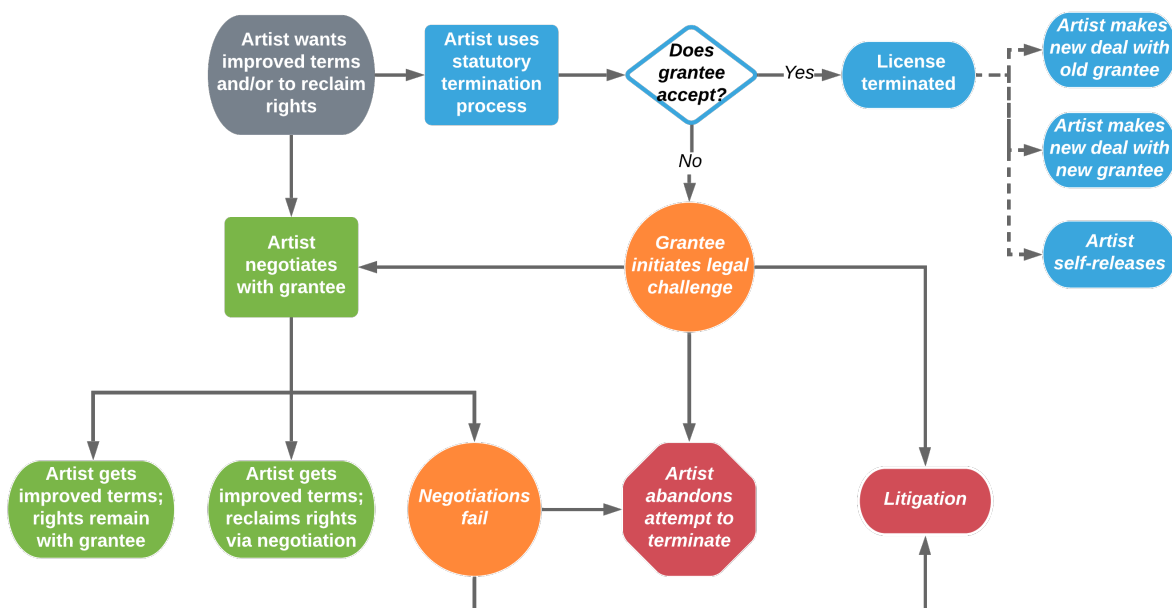 Artist wants
improved terms
and/or to reclaim
rights
Artist uses
statutory
termination
process
Does
grantee
accept?
Yes
License
terminated
Artist makes
new deal with
old grantee
Artist makes
new deal with
new grantee
No
Artist
negotiates
with grantee
Grantee
initiates legal
challenge
Artist
self-releases
Artist gets
improved terms;
rights remain
with grantee
Artist gets
improved terms;
reclaims rights
via negotiation
Negotiations
fail
Artist
abandons
attempt to
terminate
Litigation